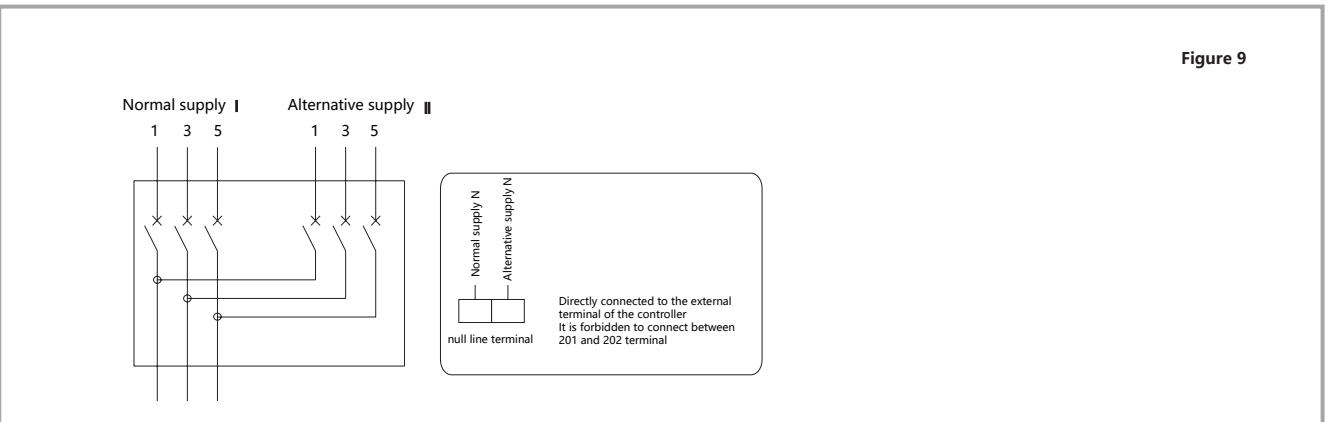 Figure 9
Normal supply I
Alternative supply II
1 3 5
1 3 5
Normal supply N
Alternative supply N
null line terminal
Directly connected to the external
terminal of the controller
It is forbidden to connect between
201 and 202 terminal